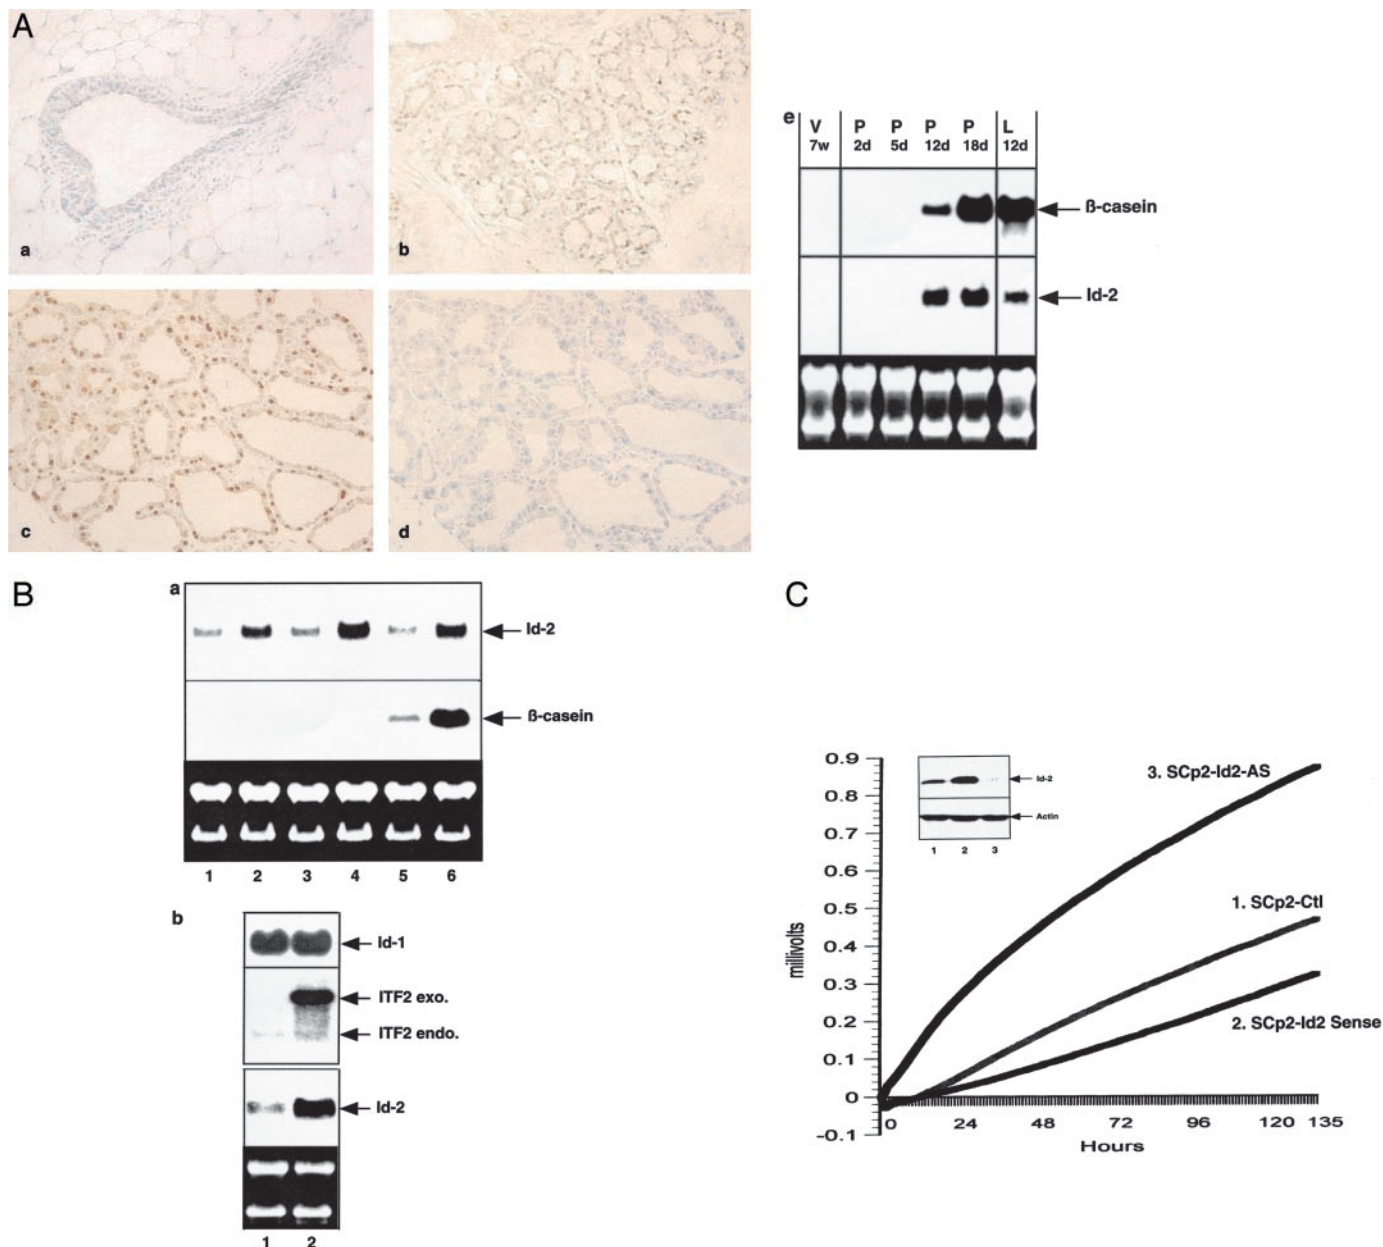 A
a
b
c
d
e
V P P P P L
7w 2d 5d 12d 18d 12d
ß-casein
Id-2
B
a
Id-2
ß-casein
1 2 3 4 5 6
b
Id-1
ITF2 exo.
ITF2 endo.
Id-2
1 2
C
0.9
0.8
0.7
0.6
0.5
0.4
0.3
0.2
0.1
0
-0.1
millivolts
Id-2
Actin
1 2 3
3. SCp2-Id2-AS
1. SCp2-Ctl
2. SCp2-Id2 Sense
0 24 48 72 96 120 135
Hours